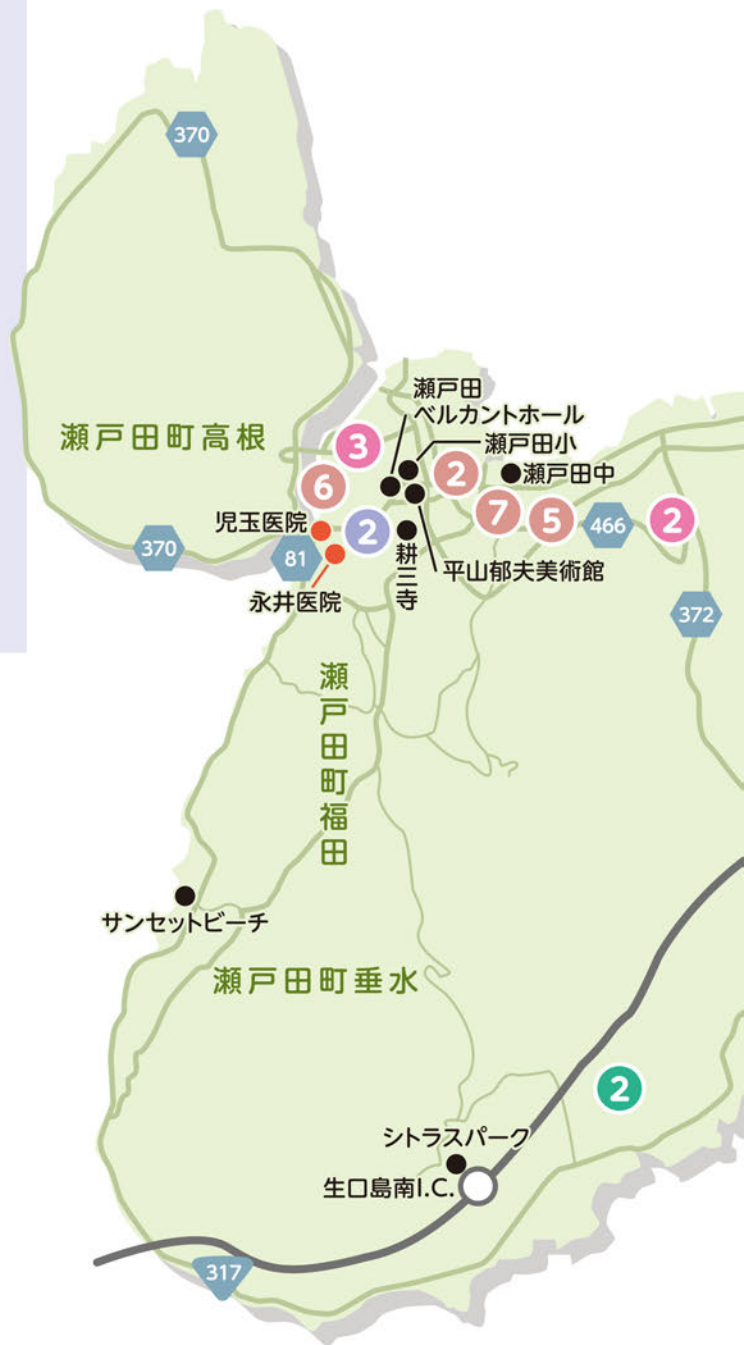 370
瀬戸田町高根
370
瀬戸田
ベルカントホール
瀬戸田小
瀬戸田中
3
6
2
7
5
466
2
児玉医院
2
81
永井医院
耕三寺
平山郁夫美術館
372
瀬戸田町福田
サンセットビーチ
瀬戸田町垂水
2
シトラスパーク
生口島南I.C.
317